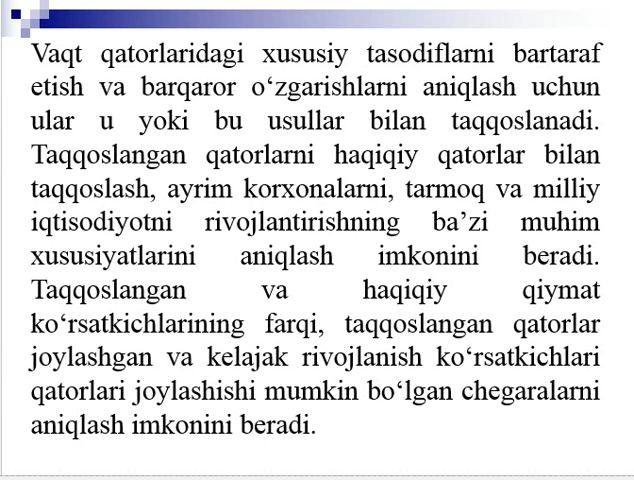 Vaqt qatorlaridagi xususiy tasodiflarni bartaraf
etish va barqaror o‘zgarishlarni aniqlash uchun
ular u yoki bu usullar bilan taqqoslanadi.
Taqqoslangan qatorlarni haqiqiy qatorlar bilan
taqqoslash, ayrim korxonalarni, tarmoq va milliy
iqtisodiyotni rivojlantirishning ba’zi muhim
xususiyatlarini aniqlash imkonini beradi.
Taqqoslangan va haqiqiy qiymat
ko‘rsatkichlarining farqi, taqqoslangan qatorlar
joylashgan va kelajak rivojlanish ko‘rsatkichlari
qatorlari joylashishi mumkin bo‘lgan chegaralarni
aniqlash imkonini beradi.